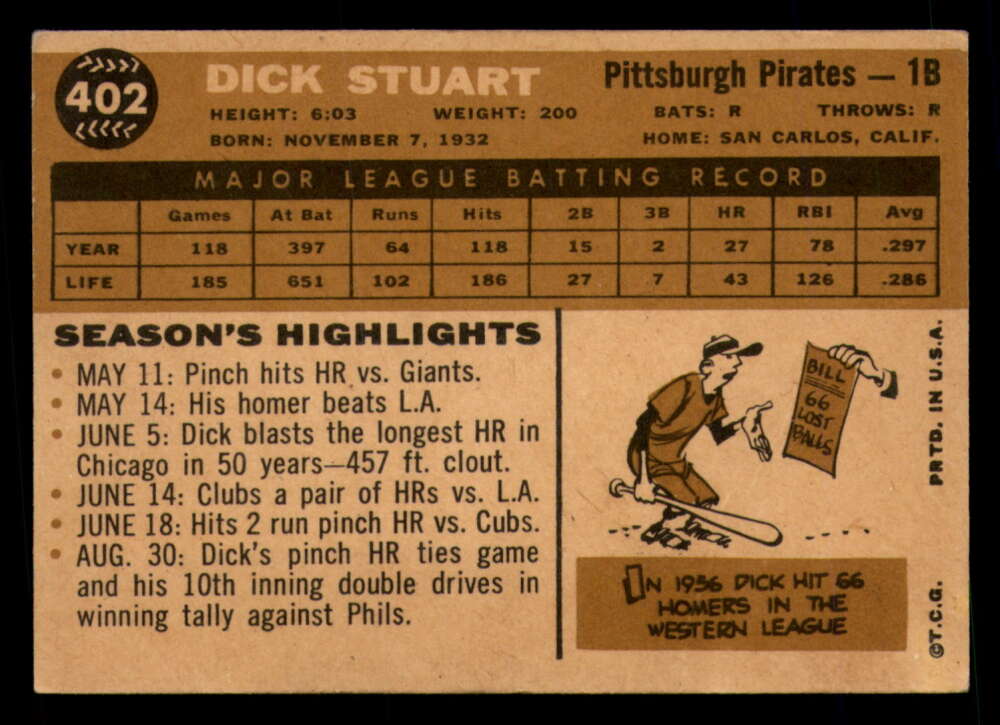 402
DICK STUART
Pittsburgh Pirates — 1B
HEIGHT: 6:03 WEIGHT: 200 BATS: R THROWS: R
BORN: NOVEMBER 7, 1932 HOME: SAN CARLOS, CALIF.
MAJOR LEAGUE BATTING RECORD
Games At Bat Runs Hits 2B 3B HR RBI Avg
YEAR 118 397 64 118 15 2 27 78 .297
LIFE 185 651 102 186 27 7 43 126 .286
SEASON'S HIGHLIGHTS
• MAY 11: Pinch hits HR vs. Giants.
• MAY 14: His homer beats L.A.
• JUNE 5: Dick blasts the longest HR in
Chicago in 50 years—457 ft. clout.
• JUNE 14: Clubs a pair of HRs vs. L.A.
• JUNE 18: Hits 2 run pinch HR vs. Cubs.
• AUG. 30: Dick's pinch HR ties game
and his 10th inning double drives in
winning tally against Phils.
BILL
66
LOST
BALLS
IN 1956 DICK HIT 66
HOMERS IN THE
WESTERN LEAGUE
©T.C.G. PRTD. IN U.S.A.